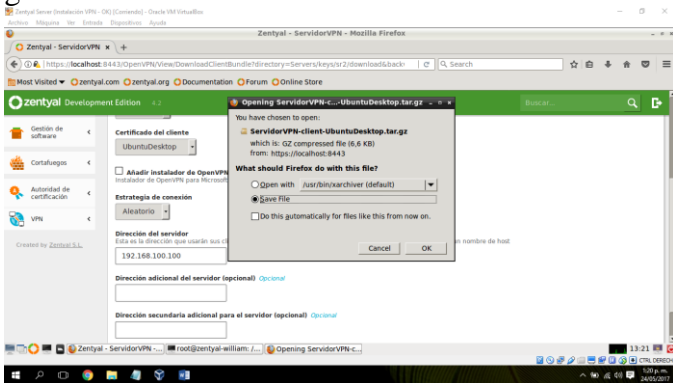 Zentyal Server (Instalación VPN - OK) [Corriendo] - Oracle VM VirtualBox
Archivo Máquina Ver Entrada Dispositivos Ayuda
Zentyal - ServidorVPN - Mozilla Firefox
Zentyal - ServidorVPN
https://localhost:8443/OpenVPN/View/DownloadClientBundle?directory=Servers/keys/sr2/download&back
Search
Most Visited Zentyal.com Zentyal.org Documentation Forum Online Store
zentyal Development Edition 4.2
Buscar...
Gestión de software
Cortafuegos
Autoridad de certificación
VPN
Created by Zentyal S.L.
Certificado del cliente
UbuntuDesktop
Añadir instalador de OpenVP
Instalador de OpenVPN para Microsof
Estrategia de conexión
Aleatorio
Dirección del servidor
Esta es la dirección que usarán sus cl
un nombre de host
192.168.100.100
Dirección adicional del servidor (opcional) Opcional
Dirección secundaria adicional para el servidor (opcional) Opcional
Opening ServidorVPN-c...-UbuntuDesktop.tar.gz
You have chosen to open:
ServidorVPN-client-UbuntuDesktop.tar.gz
which is: GZ compressed file (6,6 KB)
from: https://localhost:8443
What should Firefox do with this file?
Open with /usr/bin/xarchiver (default)
Save File
Do this automatically for files like this from now on.
Cancel OK
Zentyal - ServidorVPN -... root@zentyal-william: /... Opening ServidorVPN-c...
13:21
CTRL DERECHA
1:20 p. m.
24/05/2017